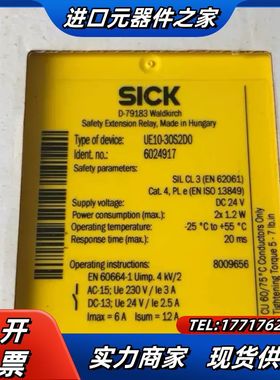 进口元器件之家
SICK
D-79183 Waldkirch
Safety Extension Relay, Made in Hungary
Type of device: UE10-30S2D0
Ident. no.: 6024917
Safety parameters:
SIL CL 3 (EN 62061)
Cat. 4, PL e (EN ISO 13849)
Supply voltage: DC 24 V
Power consumption (max.) 2x 1.2 W
Operating temperature: -25 °C to +55 °C
Response time (max.) 20 ms
Operating instructions: 8009656
EN 60664-1 Uimp. 4 kV/2
AC-15; Ue 230 V / Ie 3 A
DC-13; Ue 24 V / Ie 2.5 A
Imax = 6 A Isum = 12 A
CU 60/75°C Conductors Only
Tightening Torque 5 - 7 lb.in
开票
TEL:1771762
实力商家 现货供